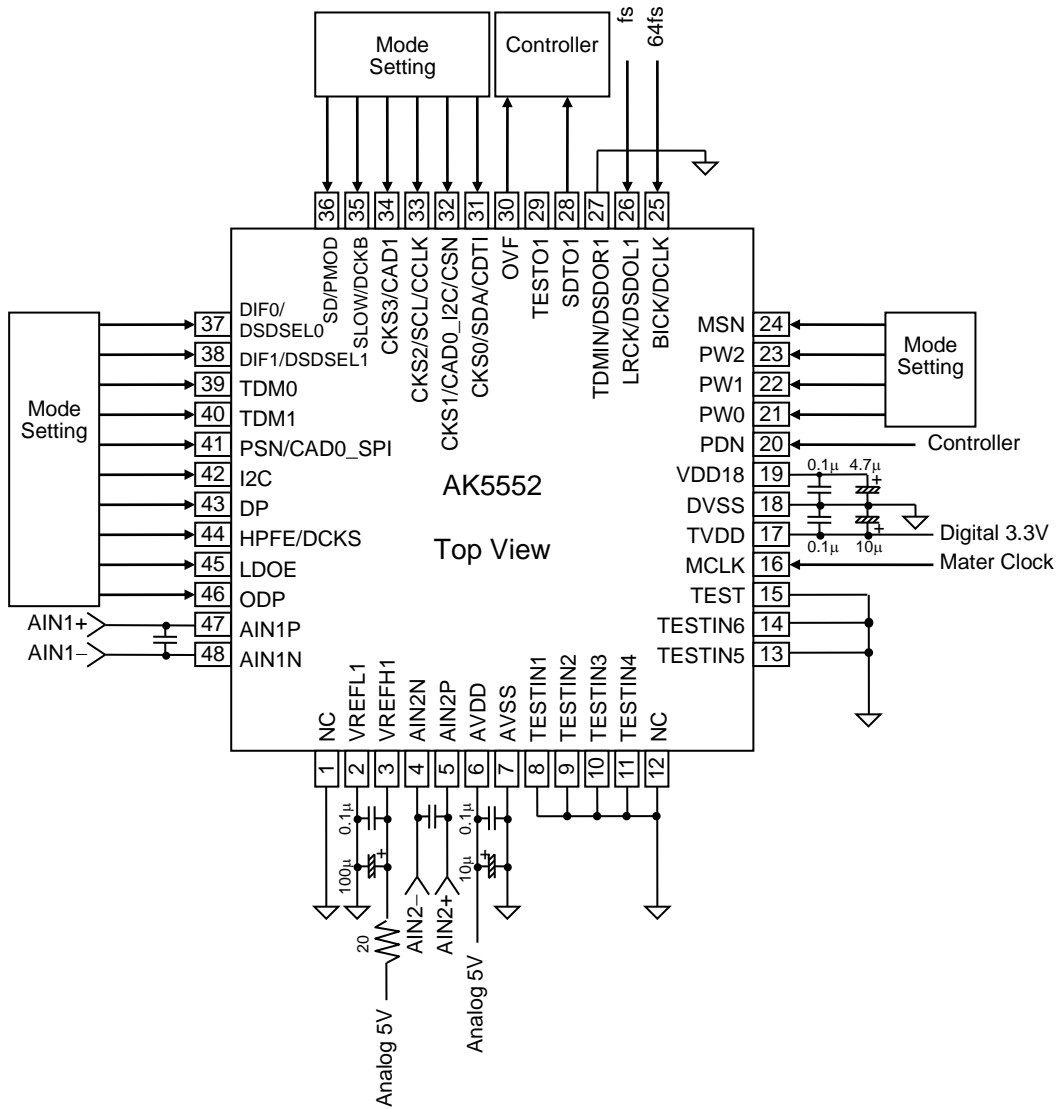 Mode
Setting
Controller
fs
64fs
36
35
34
33
32
31
30
29
28
27
26
25
SD/PMOD
SLOW/DCKB
CKS3/CAD1
CKS2/SCL/CCLK
CKS1/CAD0_I2C/CSN
CKS0/SDA/CDTI
OVF
TESTO1
SDTO1
TDMIN/DSDOR1
LRCK/DSDOL1
BICK/DCLK
Mode
Setting
37 DIF0/
DSDSEL0
38 DIF1/DSDSEL1
39 TDM0
40 TDM1
41 PSN/CAD0_SPI
42 I2C
43 DP
44 HPFE/DCKS
45 LDOE
46 ODP
AIN1+ 47 AIN1P
AIN1− 48 AIN1N
AK5552
Top View
MSN 24
PW2 23
PW1 22
PW0 21
Mode
Setting
PDN 20 Controller
VDD18 19 0.1μ 4.7μ +
DVSS 18
TVDD 17 0.1μ 10μ + Digital 3.3V
MCLK 16 Mater Clock
TEST 15
TESTIN6 14
TESTIN5 13
NC
VREFL1
VREFH1
AIN2N
AIN2P
AVDD
AVSS
TESTIN1
TESTIN2
TESTIN3
TESTIN4
NC
1
2
3
4
5
6
7
8
9
10
11
12
0.1μ
100μ +
20
Analog 5V
AIN2−
AIN2+
0.1μ
10μ +
Analog 5V